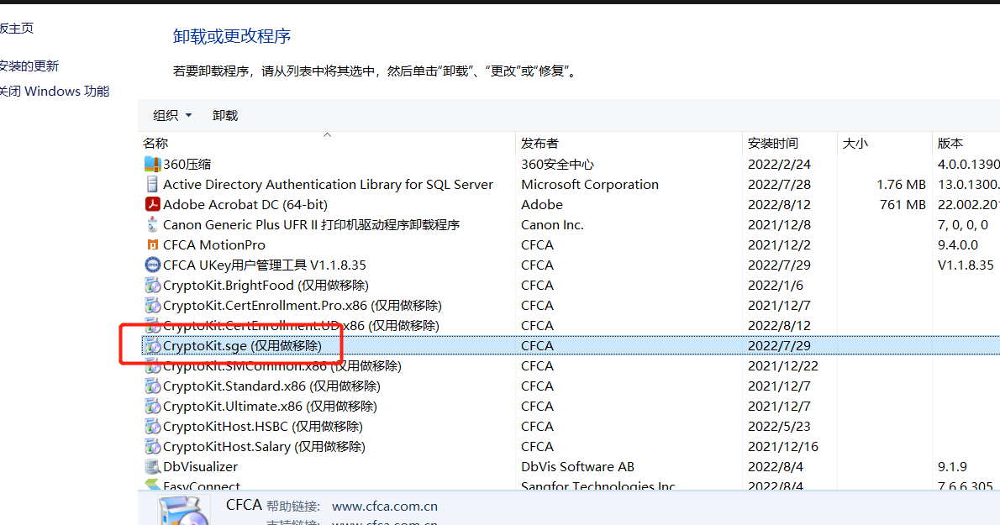 板主页
卸载或更改程序
安装的更新
若要卸载程序，请从列表中将其选中，然后单击“卸载”、“更改”或“修复”。
关闭 Windows 功能
组织 卸载
名称 发布者 安装时间 大小 版本
360压缩 360安全中心 2022/2/24 4.0.0.1390
Active Directory Authentication Library for SQL Server Microsoft Corporation 2022/7/28 1.76 MB 13.0.1300.
Adobe Acrobat DC (64-bit) Adobe 2022/8/12 761 MB 22.002.201
Canon Generic Plus UFR II 打印机驱动程序卸载程序 Canon Inc. 2021/12/8 7, 0, 0, 0
CFCA MotionPro CFCA 2021/12/2 9.4.0.0
CFCA UKey用户管理工具 V1.1.8.35 CFCA 2022/7/29 V1.1.8.35
CryptoKit.BrightFood (仅用做移除) CFCA 2022/1/6
CryptoKit.CertEnrollment.Pro.x86 (仅用做移除) CFCA 2021/12/7
CryptoKit.CertEnrollment.UD.x86 (仅用做移除) CFCA 2022/8/12
CryptoKit.sge (仅用做移除) CFCA 2022/7/29
CryptoKit.SMCommon.x86 (仅用做移除) CFCA 2021/12/22
CryptoKit.Standard.x86 (仅用做移除) CFCA 2021/12/7
CryptoKit.Ultimate.x86 (仅用做移除) CFCA 2021/12/7
CryptoKitHost.HSBC (仅用做移除) CFCA 2022/5/23
CryptoKitHost.Salary (仅用做移除) CFCA 2021/12/16
DbVisualizer DbVis Software AB 2022/8/4 9.1.9
EasyConnect Sangfor Technologies Inc. 2022/8/4 7.6.6.305
CFCA 帮助链接: www.cfca.com.cn
支持链接: www.cfca.com.cn